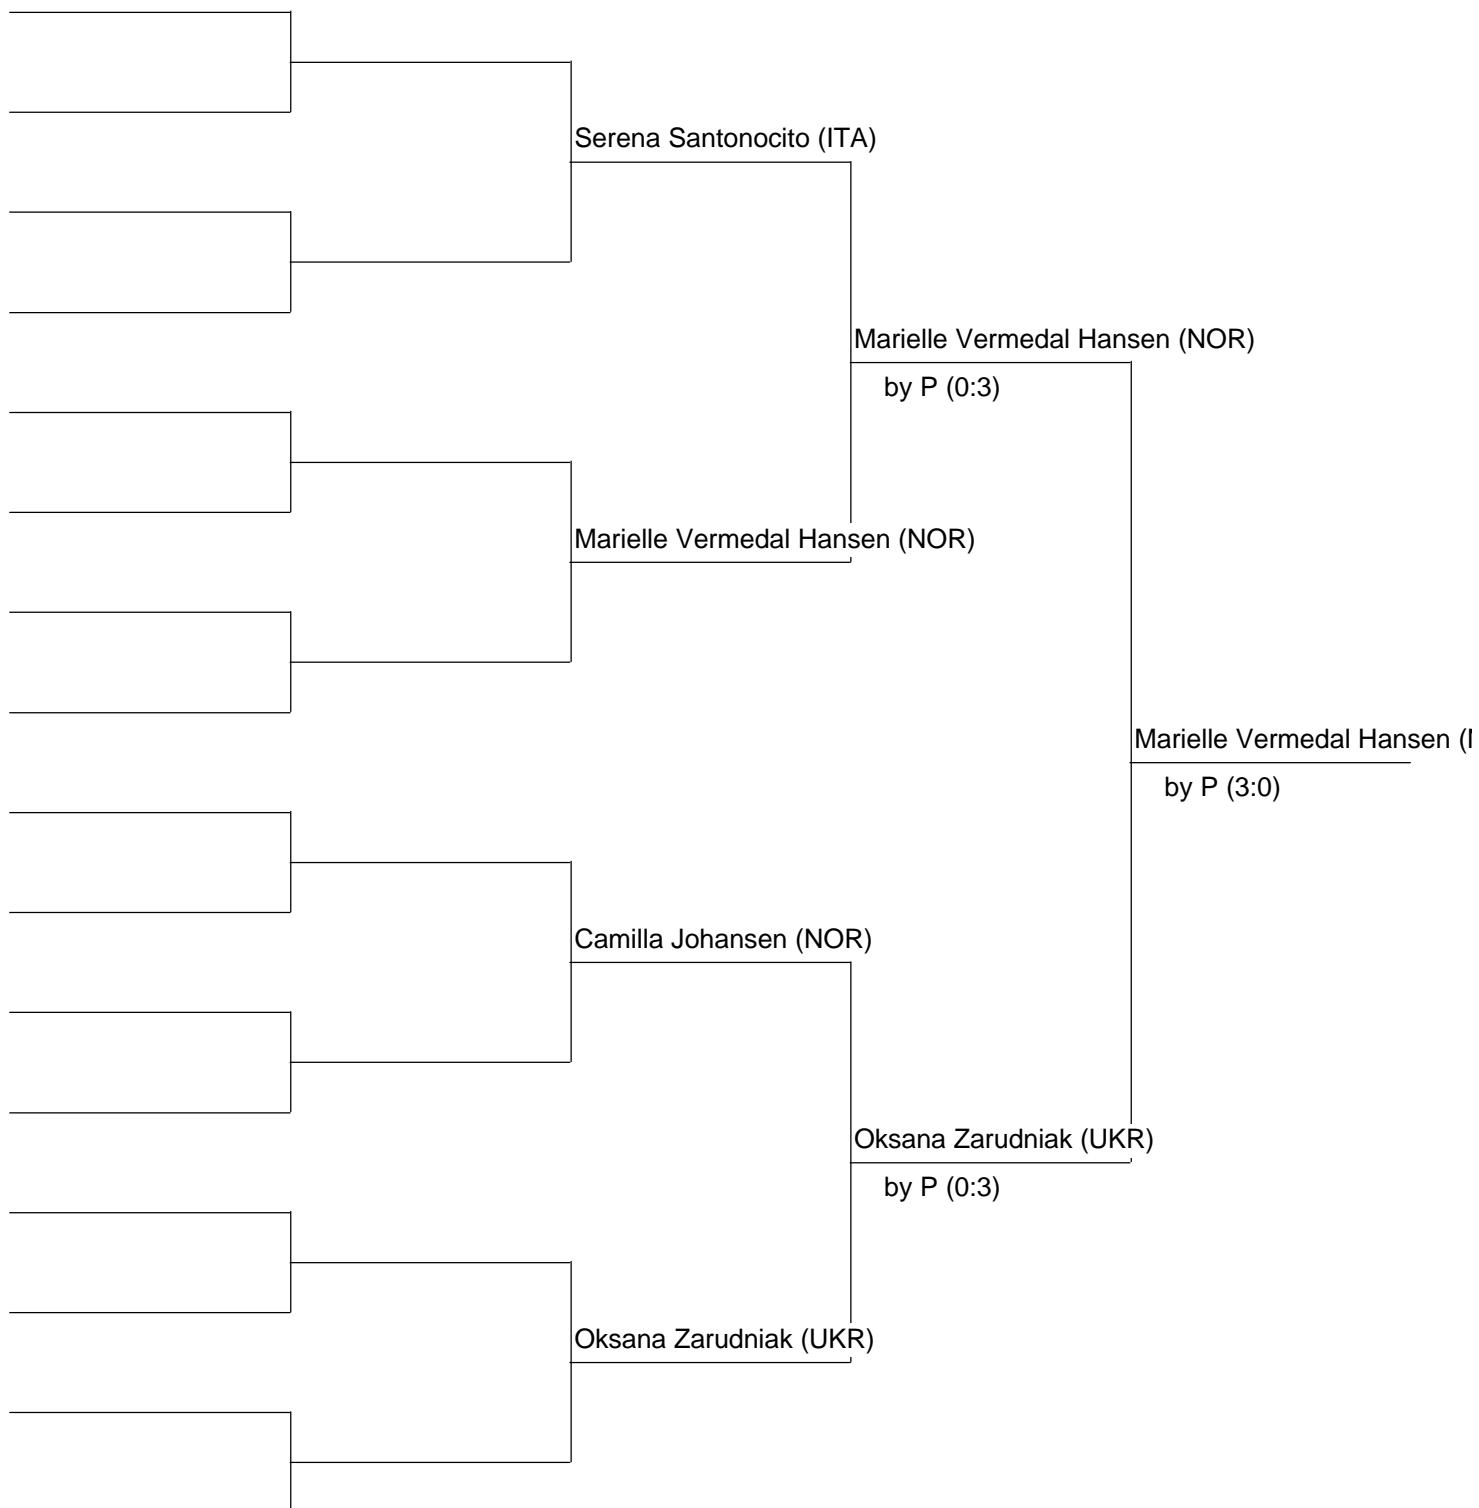 Serena Santonocito (ITA)
Marielle Vermedal Hansen (NOR)
by P (0:3)
Marielle Vermedal Hansen (NOR)
Marielle Vermedal Hansen (
by P (3:0)
Camilla Johansen (NOR)
Oksana Zarudniak (UKR)
by P (0:3)
Oksana Zarudniak (UKR)